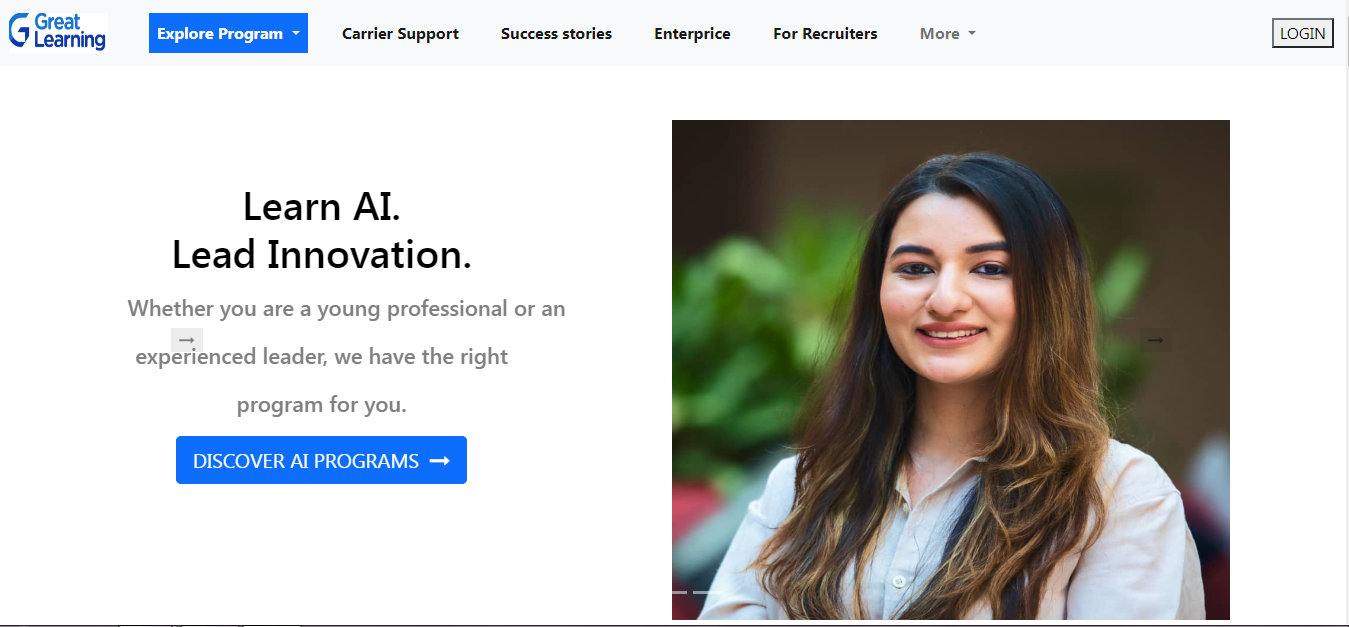 Great
Learning
Explore Program
Carrier Support
Success stories
Enterprice
For Recruiters
More
LOGIN
Learn AI.
Lead Innovation.
Whether you are a young professional or an
experienced leader, we have the right
program for you.
DISCOVER AI PROGRAMS